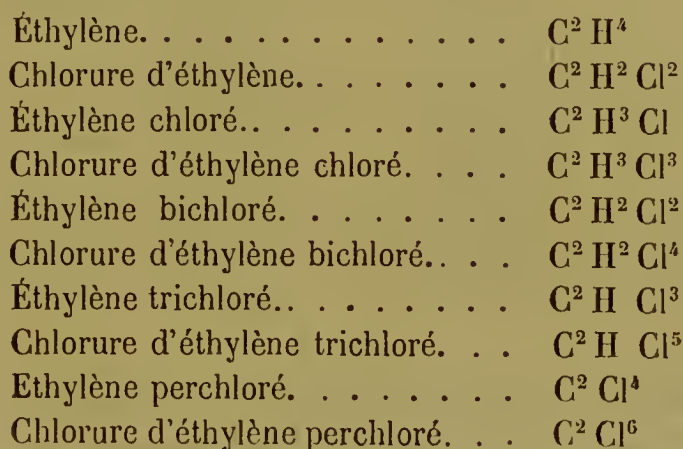 Éthylène. . . . . . . . . . . . . . C² H⁴
Chlorure d'éthylène. . . . . . . . C² H² Cl²
Éthylène chloré.. . . . . . . . . . C² H³ Cl
Chlorure d'éthylène chloré. . . . C² H³ Cl³
Éthylène bichloré. . . . . . . . C² H² Cl²
Chlorure d'éthylène bichloré.. . . C² H² Cl⁴
Éthylène trichloré.. . . . . . . . C² H Cl³
Chlorure d'éthylène trichloré. . . C² H Cl⁵
Ethylène perchloré. . . . . . . . C² Cl⁴
Chlorure d'éthylène perchloré. . . C² Cl⁶